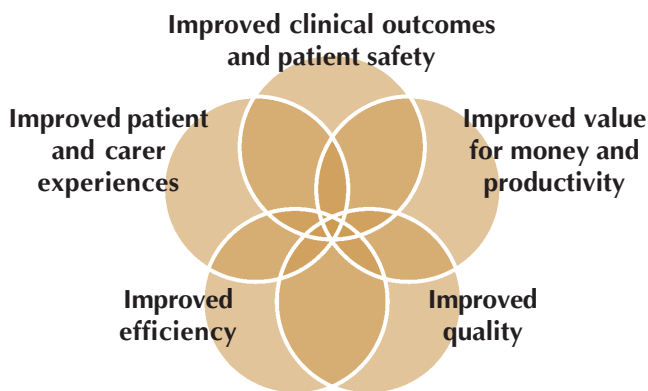 Improved clinical outcomes
and patient safety
Improved patient
and carer
experiences
Improved value
for money and
productivity
Improved
efficiency
Improved
quality